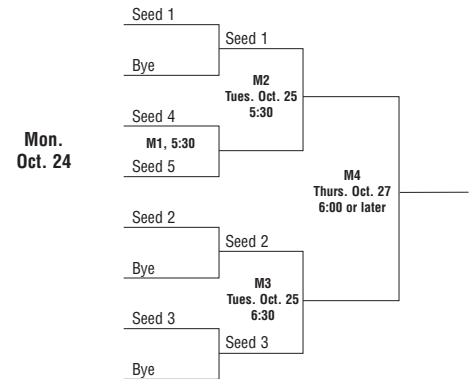 Seed 1
Seed 1
Bye
M2
Tues. Oct. 25
5:30
Seed 4
Mon.
Oct. 24
M1, 5:30
Seed 5
M4
Thurs. Oct. 27
6:00 or later
Seed 2
Seed 2
Bye
M3
Tues. Oct. 25
6:30
Seed 3
Seed 3
Bye